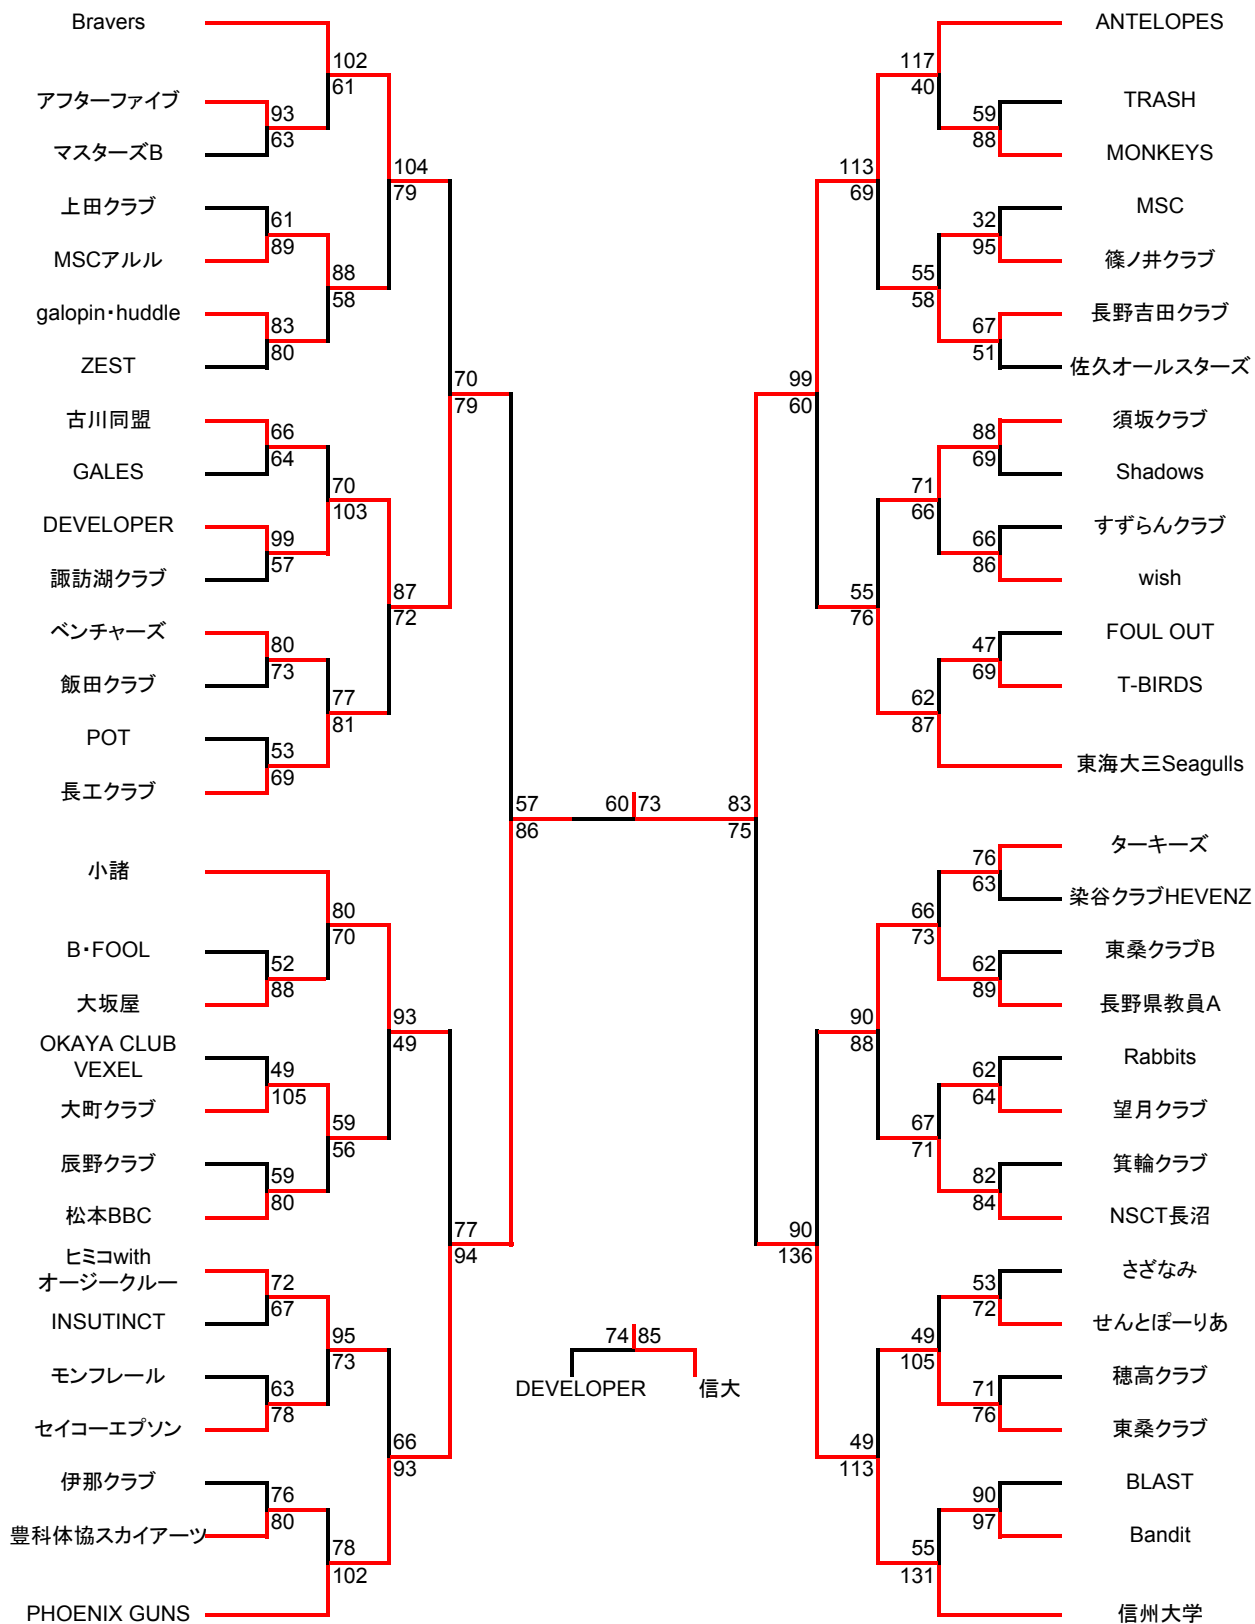 Bravers
102
61
アフターファイブ
93
63
マスターズB
104
79
上田クラブ
61
89
MSCアルル
88
58
galopin・huddle
83
80
ZEST
70
79
古川同盟
66
64
GALES
70
103
DEVELOPER
99
57
諏訪湖クラブ
87
72
ベンチャーズ
80
73
飯田クラブ
77
81
POT
53
69
長工クラブ
57
86
小諸
80
70
B・FOOL
52
88
大坂屋
93
49
OKAYA CLUB
VEXEL
49
105
大町クラブ
59
56
辰野クラブ
59
80
松本BBC
77
94
ヒミコwith
オージークルー
72
67
INSUTINCT
95
73
モンフレール
63
78
セイコーエプソン
66
93
伊那クラブ
76
80
豊科体協スカイアーツ
78
102
PHOENIX GUNS
60 73
74 85
DEVELOPER 信大
ANTELOPES
117
40
TRASH
59
88
MONKEYS
113
69
MSC
32
95
篠ノ井クラブ
55
58
長野吉田クラブ
67
51
佐久オールスターズ
99
60
須坂クラブ
88
69
Shadows
71
66
すずらんクラブ
66
86
wish
55
76
FOUL OUT
47
69
T-BIRDS
62
87
東海大三Seagulls
83
75
ターキーズ
76
63
染谷クラブHEVENZ
66
73
東桑クラブB
62
89
長野県教員A
90
88
Rabbits
62
64
望月クラブ
67
71
箕輪クラブ
82
84
NSCT長沼
90
136
さざなみ
53
72
せんとぽーりあ
49
105
穂高クラブ
71
76
東桑クラブ
49
113
BLAST
90
97
Bandit
55
131
信州大学